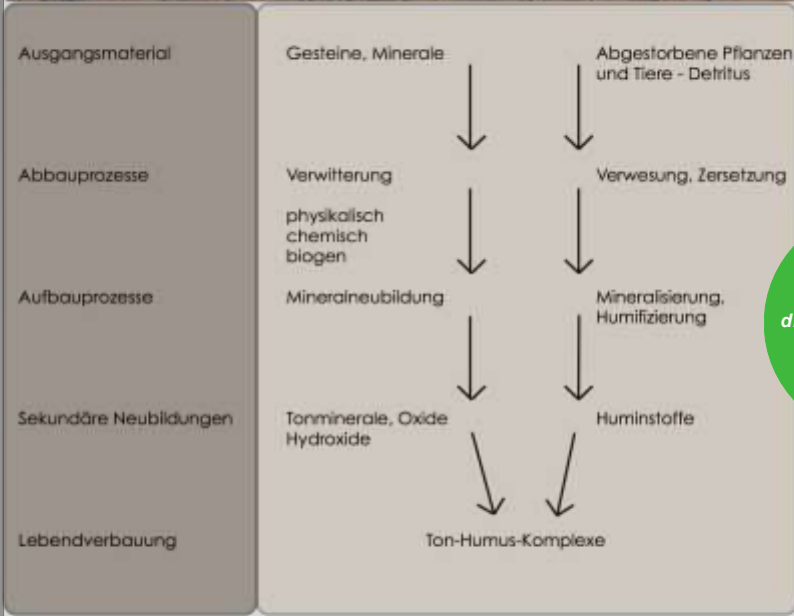 Ausgangsmaterial
Gesteine, Minerale
Abgestorbene Pflanzen
und Tiere - Detritus
Abbauprozesse
Verwitterung
physikalisch
chemisch
biogen
Verwesung, Zersetzung
Aufbauprozesse
Mineralneubildung
Mineralisierung,
Humifizierung
Sekundäre Neubildungen
Tonminerale, Oxide
Hydroxide
Huminstoffe
Lebendverbauung
Ton-Humus-Komplexe